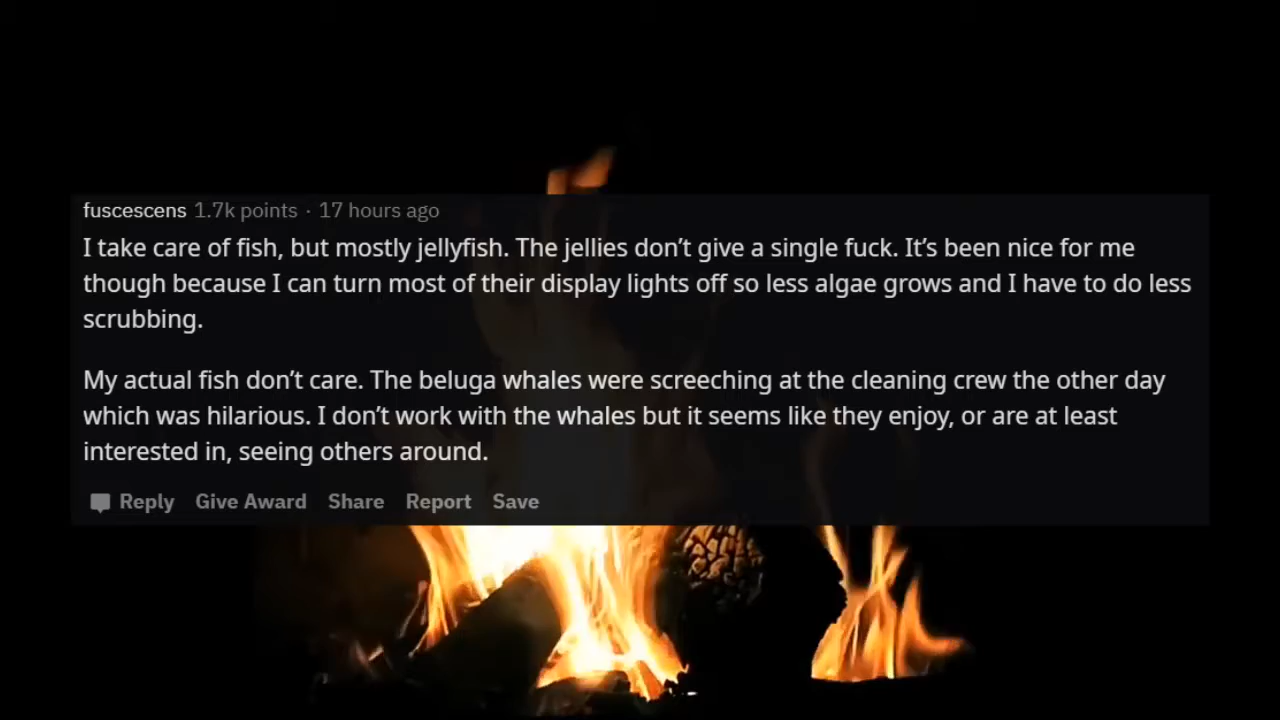 fuscescens 1.7k points · 17 hours ago
I take care of fish, but mostly jellyfish. The jellies don’t give a single fuck. It’s been nice for me
though because I can turn most of their display lights off so less algae grows and I have to do less
scrubbing.
My actual fish don’t care. The beluga whales were screeching at the cleaning crew the other day
which was hilarious. I don’t work with the whales but it seems like they enjoy, or are at least
interested in, seeing others around.
Reply Give Award Share Report Save